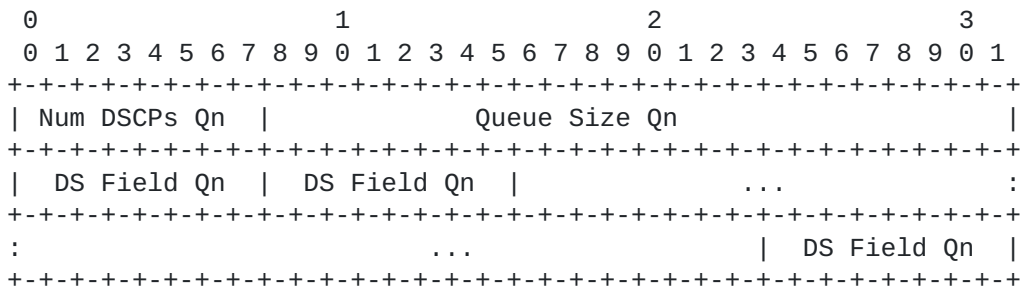 0                   1                   2                   3
 0 1 2 3 4 5 6 7 8 9 0 1 2 3 4 5 6 7 8 9 0 1 2 3 4 5 6 7 8 9 0 1
+-+-+-+-+-+-+-+-+-+-+-+-+-+-+-+-+-+-+-+-+-+-+-+-+-+-+-+-+-+-+-+-+
| Num DSCPs Qn  |             Queue Size Qn                     |
+-+-+-+-+-+-+-+-+-+-+-+-+-+-+-+-+-+-+-+-+-+-+-+-+-+-+-+-+-+-+-+-+
|  DS Field Qn  |  DS Field Qn  |              ...              :
+-+-+-+-+-+-+-+-+-+-+-+-+-+-+-+-+-+-+-+-+-+-+-+-+-+-+-+-+-+-+-+-+
:                          ...                  |  DS Field Qn  |
+-+-+-+-+-+-+-+-+-+-+-+-+-+-+-+-+-+-+-+-+-+-+-+-+-+-+-+-+-+-+-+-+